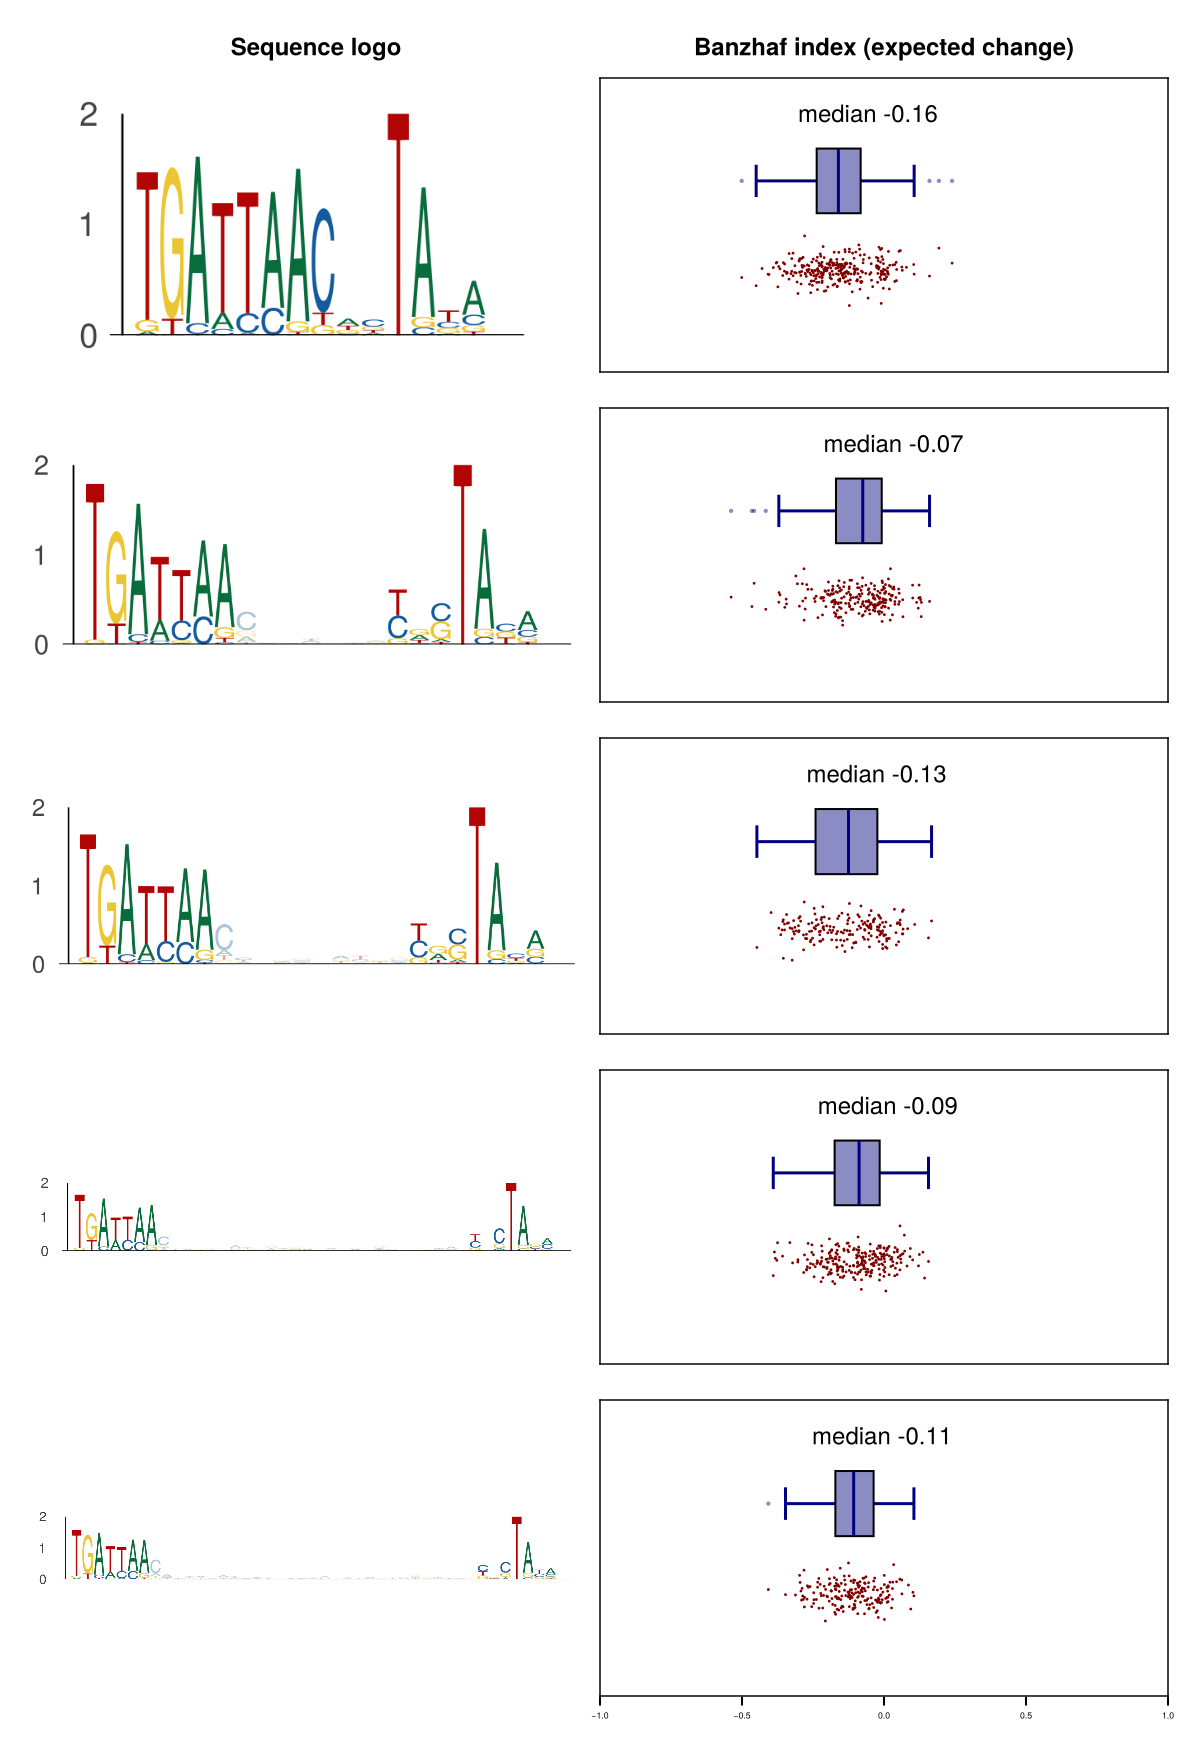 Sequence logo
Banzhaf index (expected change)
2
1
0
median -0.16
2
1
0
median -0.07
2
1
0
median -0.13
2
1
0
median -0.09
2
1
0
median -0.11
−1.0 −0.5 0.0 0.5 1.0